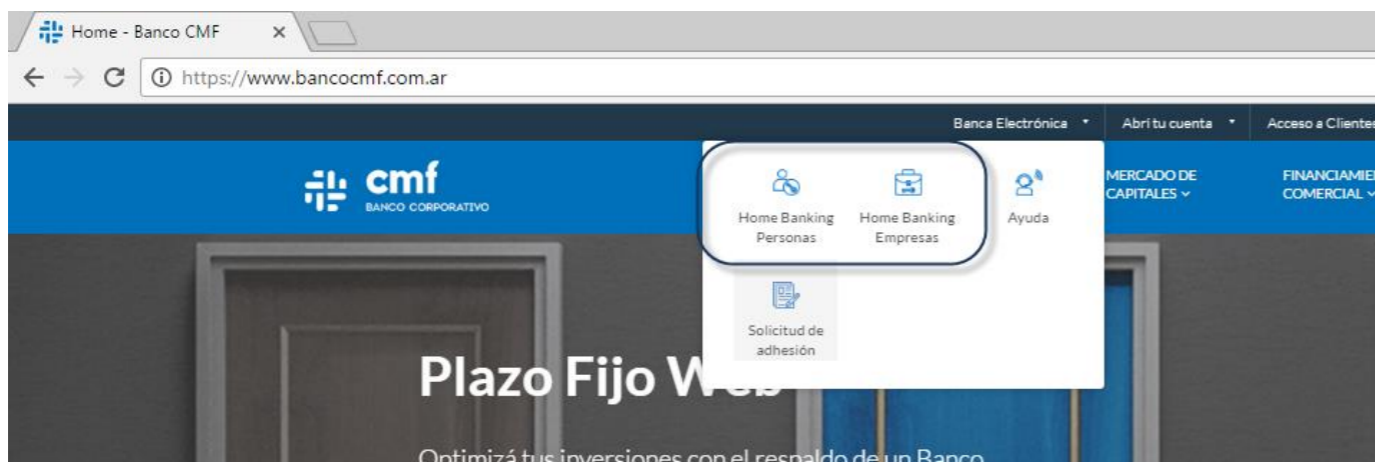 Home - Banco CMF
https://www.bancocmf.com.ar
Banca Electrónica Abrí tu cuenta Acceso a Clientes
cmf
BANCO CORPORATIVO
Home Banking
Personas
Home Banking
Empresas
Ayuda
MERCADO DE
CAPITALES
COMERCIAL
Solicitud de
adhesión
Plazo Fijo Web
Optimizá tus inversiones con el respaldo de un Banco